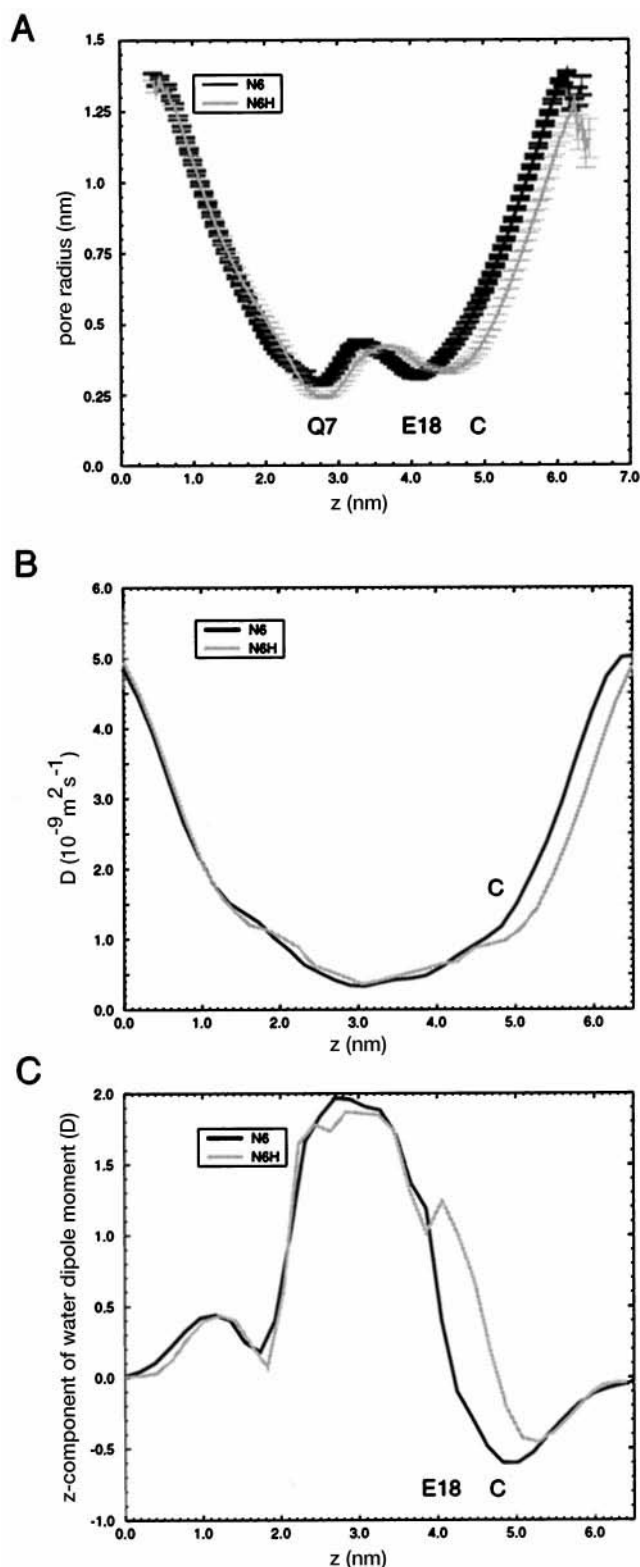 A
1.5
1.25
1.0
0.75
0.5
0.25
0.0
pore radius (nm)
N6
N6H
Q7 E18 C
0.0 1.0 2.0 3.0 4.0 5.0 6.0 7.0
z (nm)
B
6.0
5.0
4.0
3.0
2.0
1.0
0.0
D (10⁻⁹m²s⁻¹)
N6
N6H
C
0.0 1.0 2.0 3.0 4.0 5.0 6.0
z (nm)
C
2.0
1.5
1.0
0.5
0.0
-0.5
-1.0
z-component of water dipole moment (D)
N6
N6H
E18 C
0.0 1.0 2.0 3.0 4.0 5.0 6.0
z (nm)